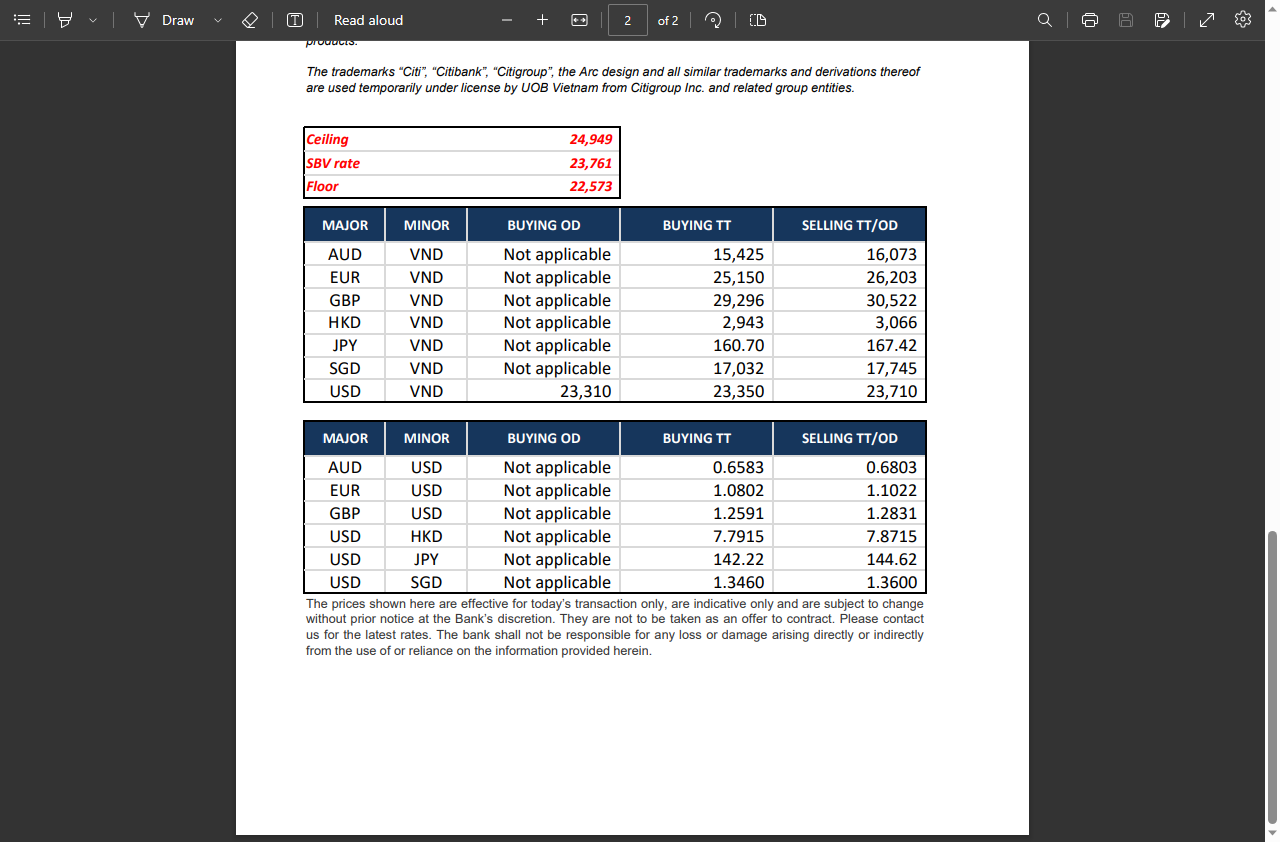 Draw
Read aloud
2 of 2
products.
The trademarks “Citi”, “Citibank”, “Citigroup”, the Arc design and all similar trademarks and derivations thereof
are used temporarily under license by UOB Vietnam from Citigroup Inc. and related group entities.
Ceiling 24,949
SBV rate 23,761
Floor 22,573
MAJOR MINOR BUYING OD BUYING TT SELLING TT/OD
AUD VND Not applicable 15,425 16,073
EUR VND Not applicable 25,150 26,203
GBP VND Not applicable 29,296 30,522
HKD VND Not applicable 2,943 3,066
JPY VND Not applicable 160.70 167.42
SGD VND Not applicable 17,032 17,745
USD VND 23,310 23,350 23,710
MAJOR MINOR BUYING OD BUYING TT SELLING TT/OD
AUD USD Not applicable 0.6583 0.6803
EUR USD Not applicable 1.0802 1.1022
GBP USD Not applicable 1.2591 1.2831
USD HKD Not applicable 7.7915 7.8715
USD JPY Not applicable 142.22 144.62
USD SGD Not applicable 1.3460 1.3600
The prices shown here are effective for today’s transaction only, are indicative only and are subject to change
without prior notice at the Bank’s discretion. They are not to be taken as an offer to contract. Please contact
us for the latest rates. The bank shall not be responsible for any loss or damage arising directly or indirectly
from the use of or reliance on the information provided herein.